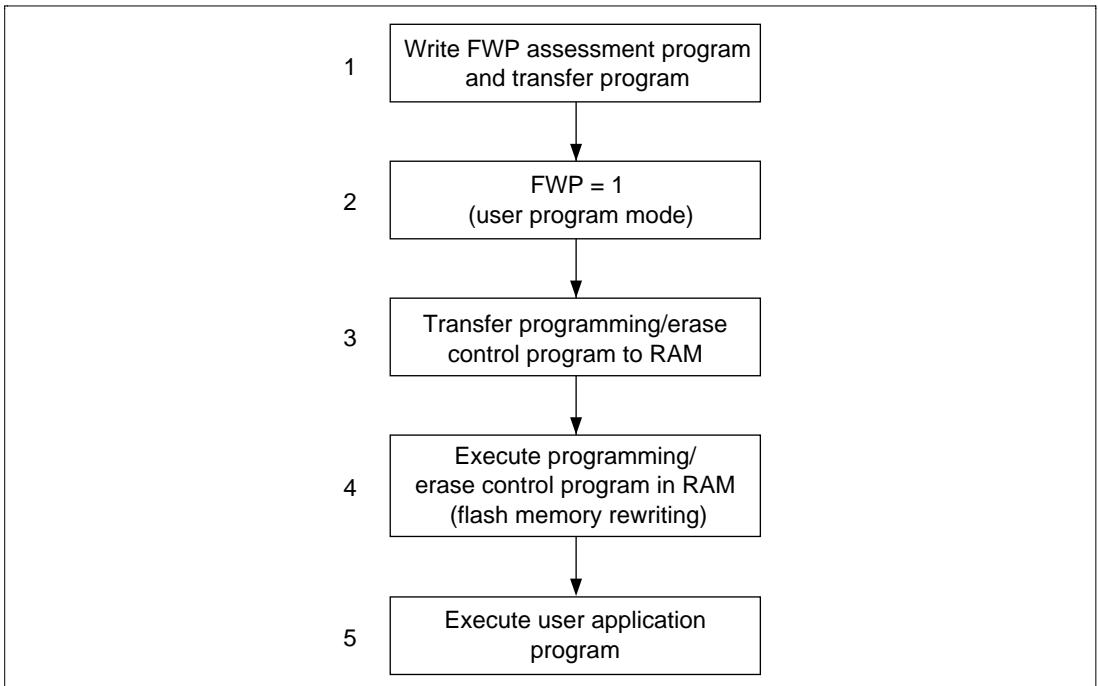 1
Write FWP assessment program
and transfer program
2
FWP = 1
(user program mode)
3
Transfer programming/erase
control program to RAM
4
Execute programming/
erase control program in RAM
(flash memory rewriting)
5
Execute user application
program